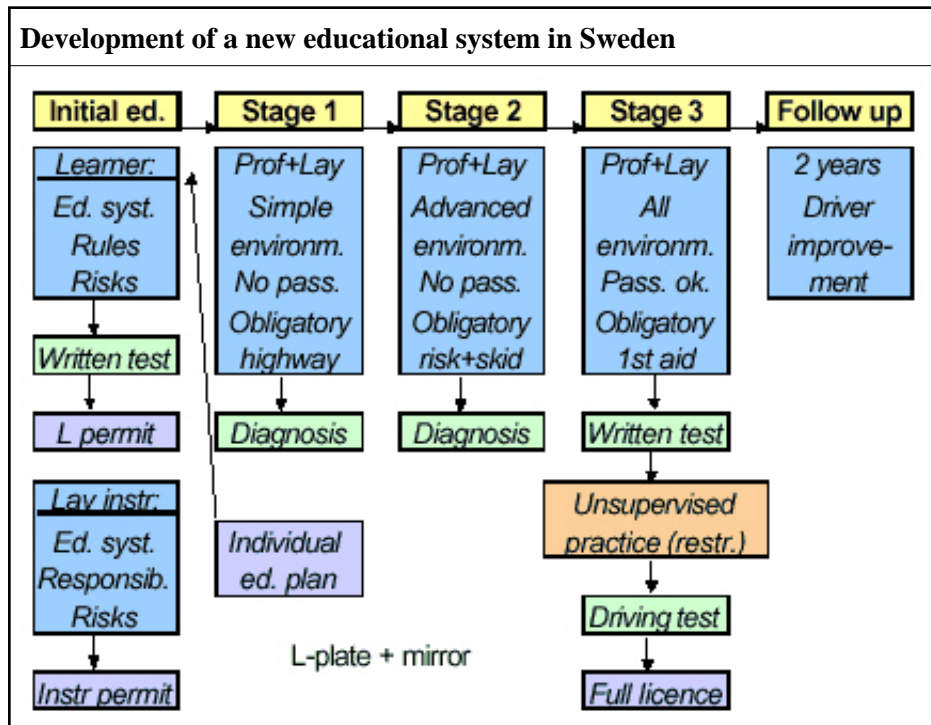 Development of a new educational system in Sweden
Initial ed.
Stage 1
Stage 2
Stage 3
Follow up
Learner:
Ed. syst.
Rules
Risks
Written test
L permit
Lay instr:
Ed. syst.
Responsib.
Risks
Instr permit
Prof+Lay
Simple
environm.
No pass.
Obligatory
highway
Diagnosis
Individual
ed. plan
Prof+Lay
Advanced
environm.
No pass.
Obligatory
risk+skid
Diagnosis
L-plate + mirror
Prof+Lay
All
environm.
Pass. ok.
Obligatory
1st aid
Written test
Unsupervised
practice (restr.)
Driving test
Full licence
2 years
Driver
improve-
ment